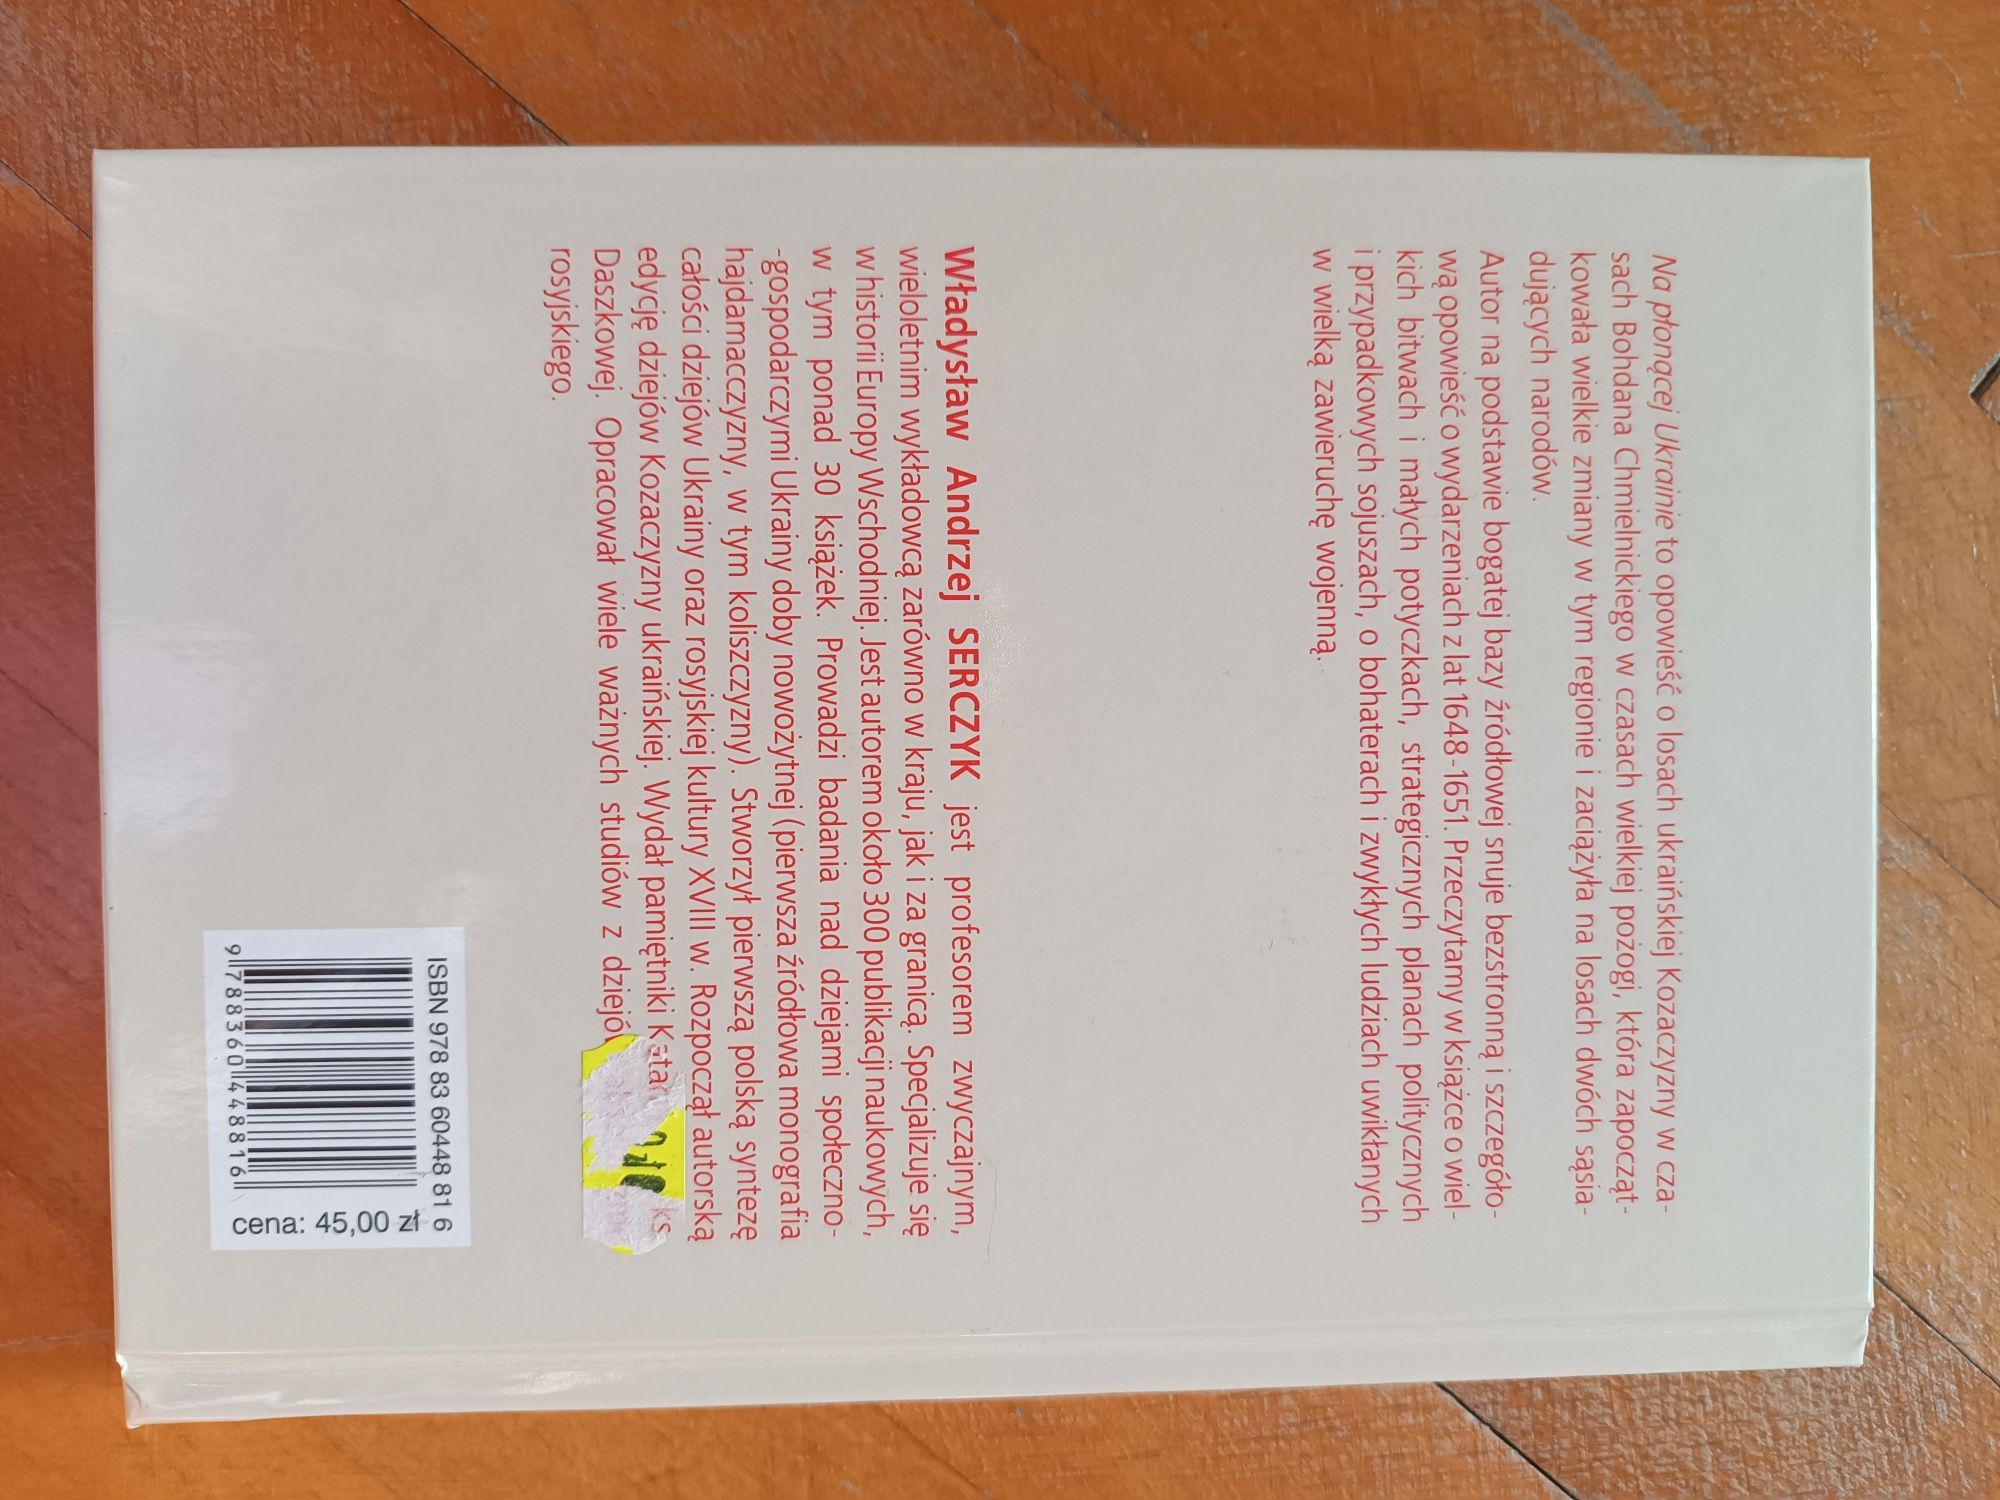 Na płonącej Ukrainie to opowieść o losach ukraińskiej Kozaczyzny w cza-
sach Bohdana Chmielnickiego w czasach wielkiej pożogi, która zapocząt-
kowała wielkie zmiany w tym regionie i zaciążyła na losach dwóch sąsia-
dujących narodów.
Autor na podstawie bogatej bazy źródłowej snuje bezstronną i szczegóło-
wą opowieść o wydarzeniach z lat 1648-1651. Przeczytamy w książce o wiel-
kich bitwach i małych potyczkach, strategicznych planach politycznych
i przypadkowych sojuszach, o bohaterach i zwykłych ludziach uwikłanych
w wielką zawieruchę wojenną.
Władysław Andrzej SERCZYK jest profesorem zwyczajnym,
wieloletnim wykładowcą zarówno w kraju, jak i za granicą. Specjalizuje się
w historii Europy Wschodniej. Jest autorem około 300 publikacji naukowych,
w tym ponad 30 książek. Prowadzi badania nad dziejami społeczno-
-gospodarczymi Ukrainy doby nowożytnej (pierwsza źródłowa monografia
hajdamacczyzny, w tym koliszczyzny). Stworzył pierwszą polską syntezę
całości dziejów Ukrainy oraz rosyjskiej kultury XVIII w. Rozpoczął autorską
edycję dziejów Kozaczyzny ukraińskiej. Wydał pamiętniki
Daszkowej. Opracował wiele ważnych studiów z
rosyjskiego.
ISBN 978 83 60448 81 6
9 788360 448816
cena: 45,00 zł